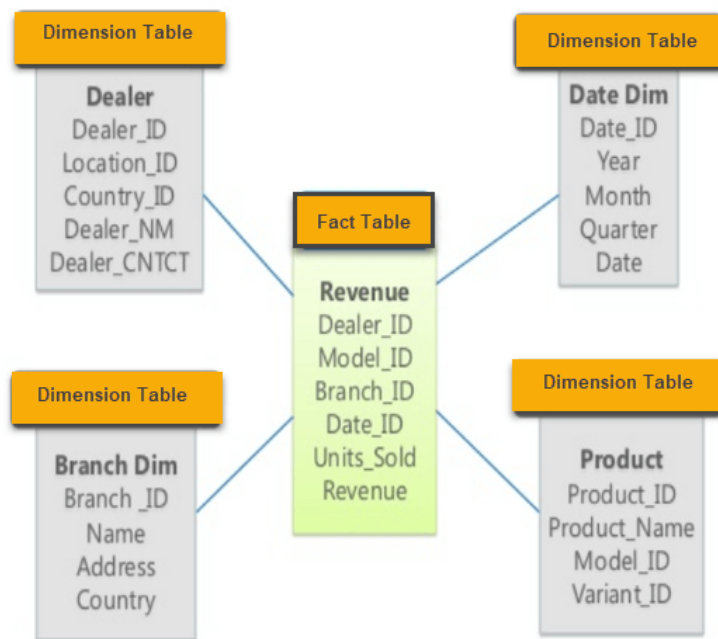 Dimension Table
Dealer
Dealer_ID
Location_ID
Country_ID
Dealer_NM
Dealer_CNTCT
Dimension Table
Date Dim
Date_ID
Year
Month
Quarter
Date
Fact Table
Revenue
Dealer_ID
Model_ID
Branch_ID
Date_ID
Units_Sold
Revenue
Dimension Table
Branch Dim
Branch _ID
Name
Address
Country
Dimension Table
Product
Product_ID
Product_Name
Model_ID
Variant_ID